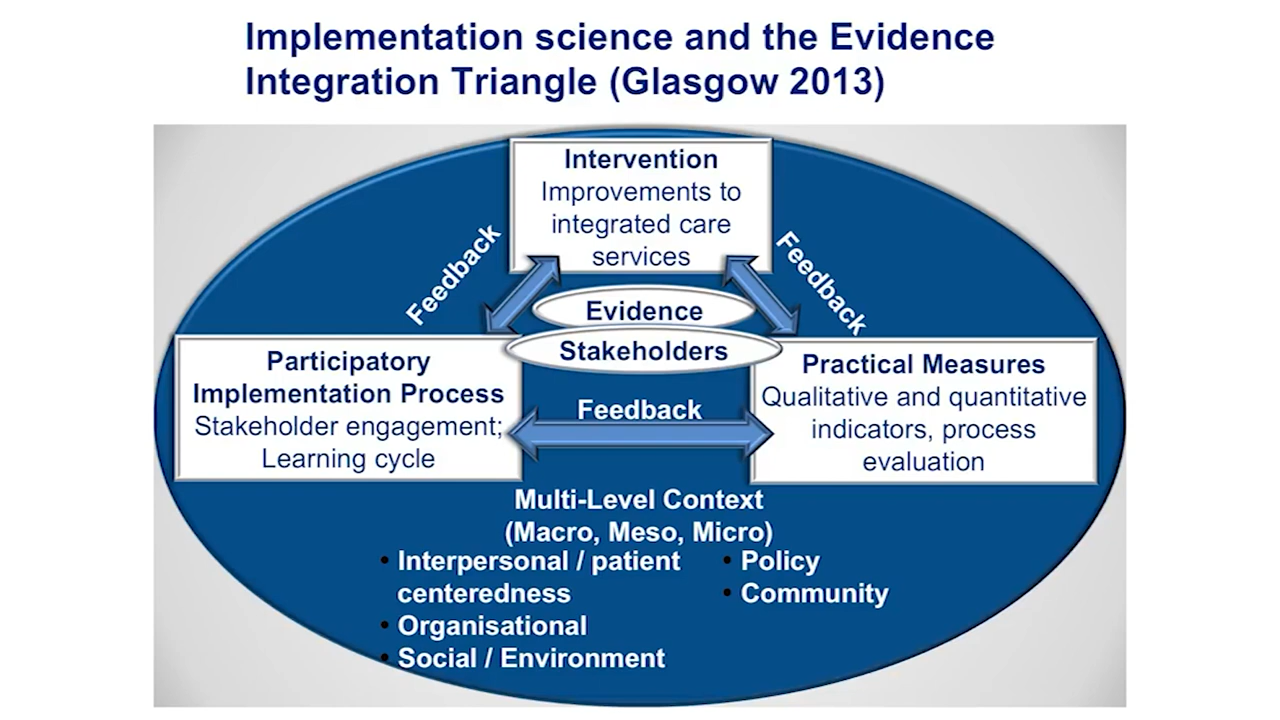 Implementation science and the Evidence
Integration Triangle (Glasgow 2013)
Intervention
Improvements to
integrated care
services
Feedback
Feedback
Evidence
Stakeholders
Participatory
Implementation Process
Stakeholder engagement;
Learning cycle
Feedback
Practical Measures
Qualitative and quantitative
indicators, process
evaluation
Multi-Level Context
(Macro, Meso, Micro)
• Interpersonal / patient
centeredness
• Organisational
• Social / Environment
• Policy
• Community